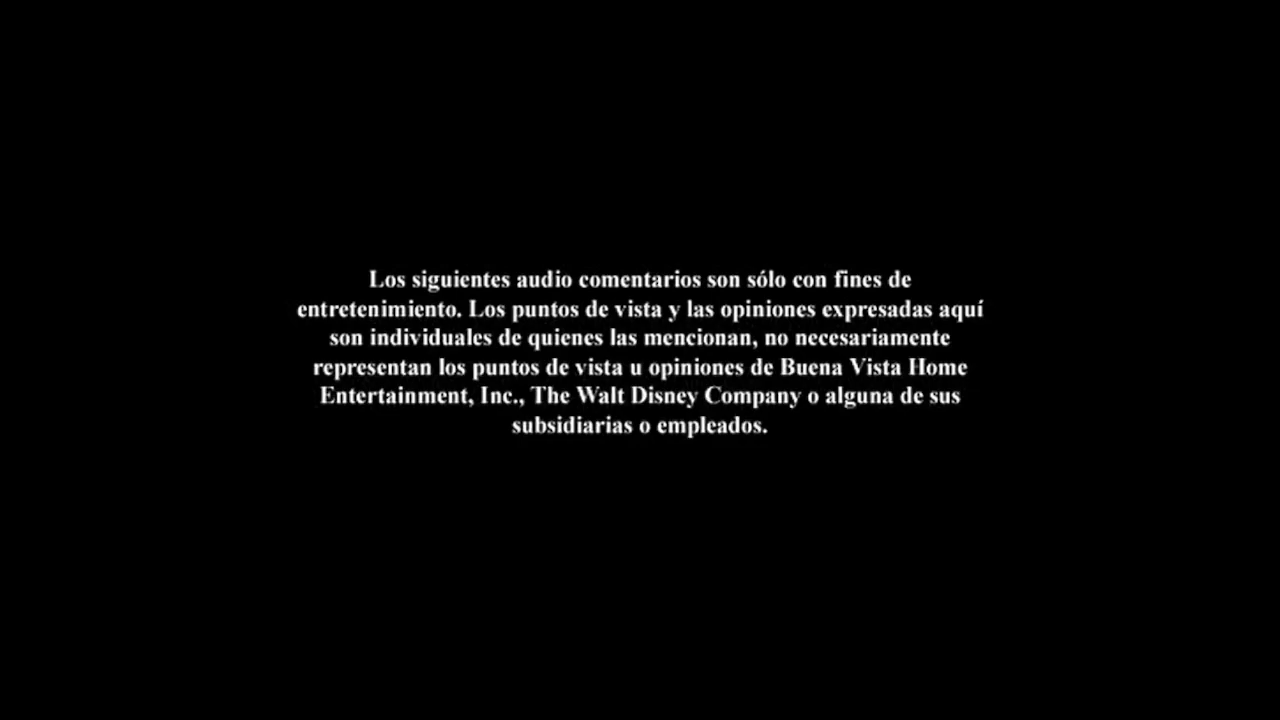 Los siguientes audio comentarios son sólo con fines de
entretenimiento. Los puntos de vista y las opiniones expresadas aquí
son individuales de quienes las mencionan, no necesariamente
representan los puntos de vista u opiniones de Buena Vista Home
Entertainment, Inc., The Walt Disney Company o alguna de sus
subsidiarias o empleados.